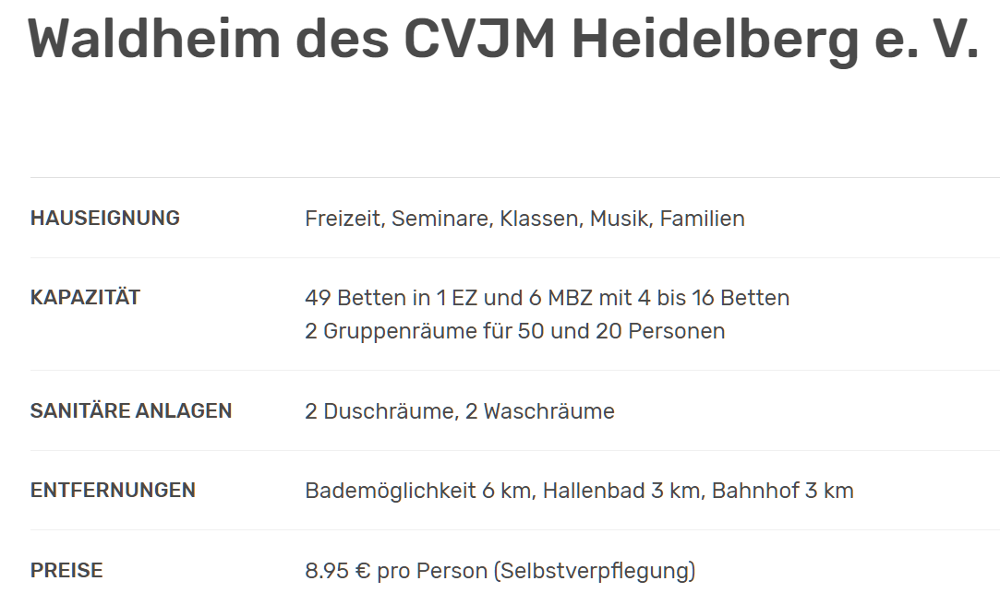 Waldheim des CVJM Heidelberg e. V.
HAUSEIGNUNG Freizeit, Seminare, Klassen, Musik, Familien
KAPAZITÄT 49 Betten in 1 EZ und 6 MBZ mit 4 bis 16 Betten
2 Gruppenräume für 50 und 20 Personen
SANITÄRE ANLAGEN 2 Duschräume, 2 Waschräume
ENTFERNUNGEN Bademöglichkeit 6 km, Hallenbad 3 km, Bahnhof 3 km
PREISE 8.95 € pro Person (Selbstverpflegung)